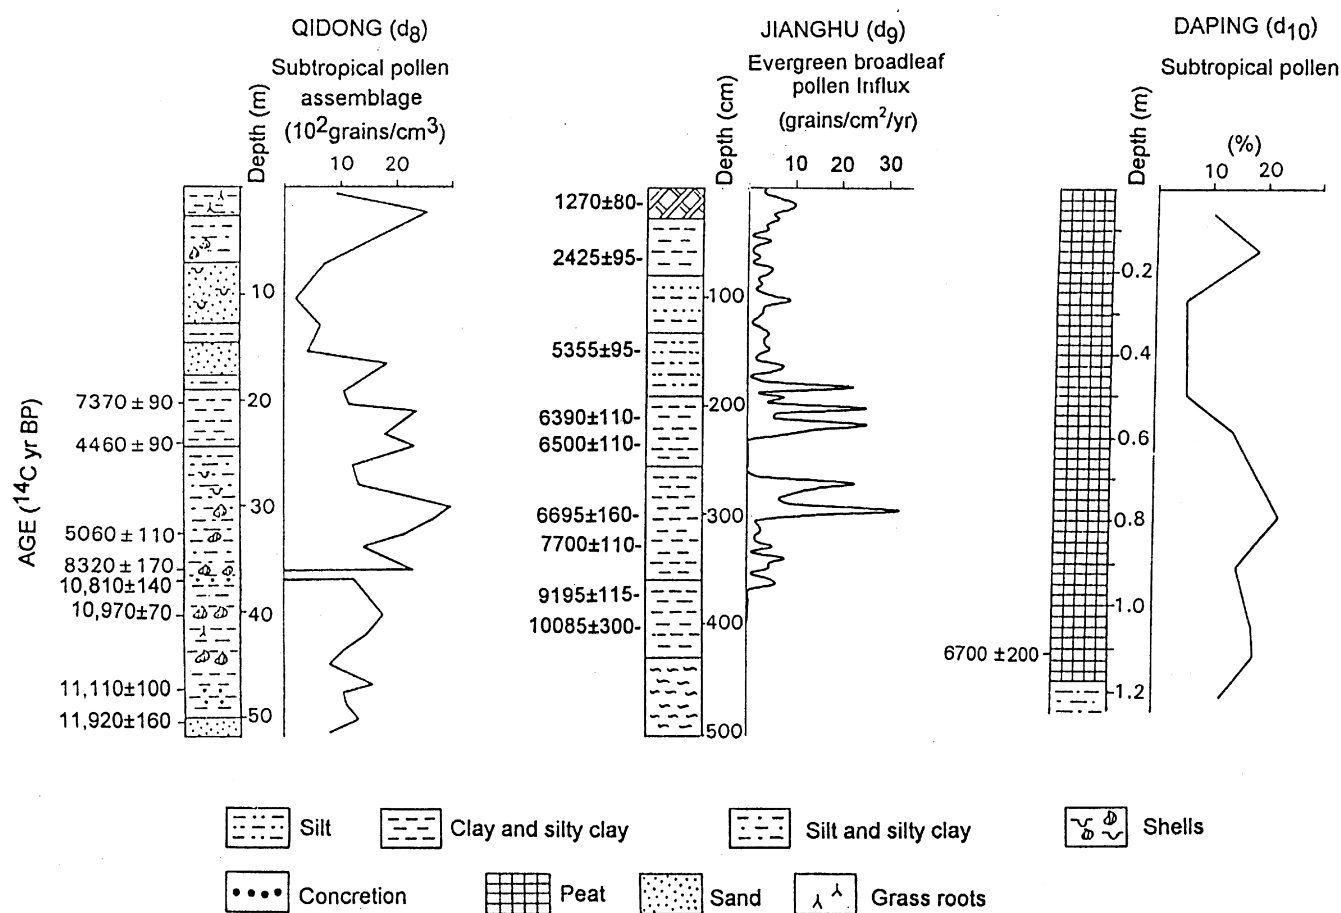 QIDONG (d8)
Subtropical pollen
assemblage
(10²grains/cm³)
Depth (m)
10 20
10
20
30
40
50
AGE (¹⁴C yr BP)
7370 ± 90
4460 ± 90
5060 ± 110
8320 ± 170
10,810±140
10,970±70
11,110±100
11,920±160
JIANGHU (d9)
Evergreen broadleaf
pollen Influx
(grains/cm²/yr)
Depth (cm)
10 20 30
100
200
300
400
500
1270±80
2425±95
5355±95
6390±110
6500±110
6695±160
7700±110
9195±115
10085±300
DAPING (d10)
Subtropical pollen
(%)
Depth (m)
10 20
0.2
0.4
0.6
0.8
1.0
1.2
6700 ±200
Silt
Clay and silty clay
Silt and silty clay
Shells
Concretion
Peat
Sand
Grass roots